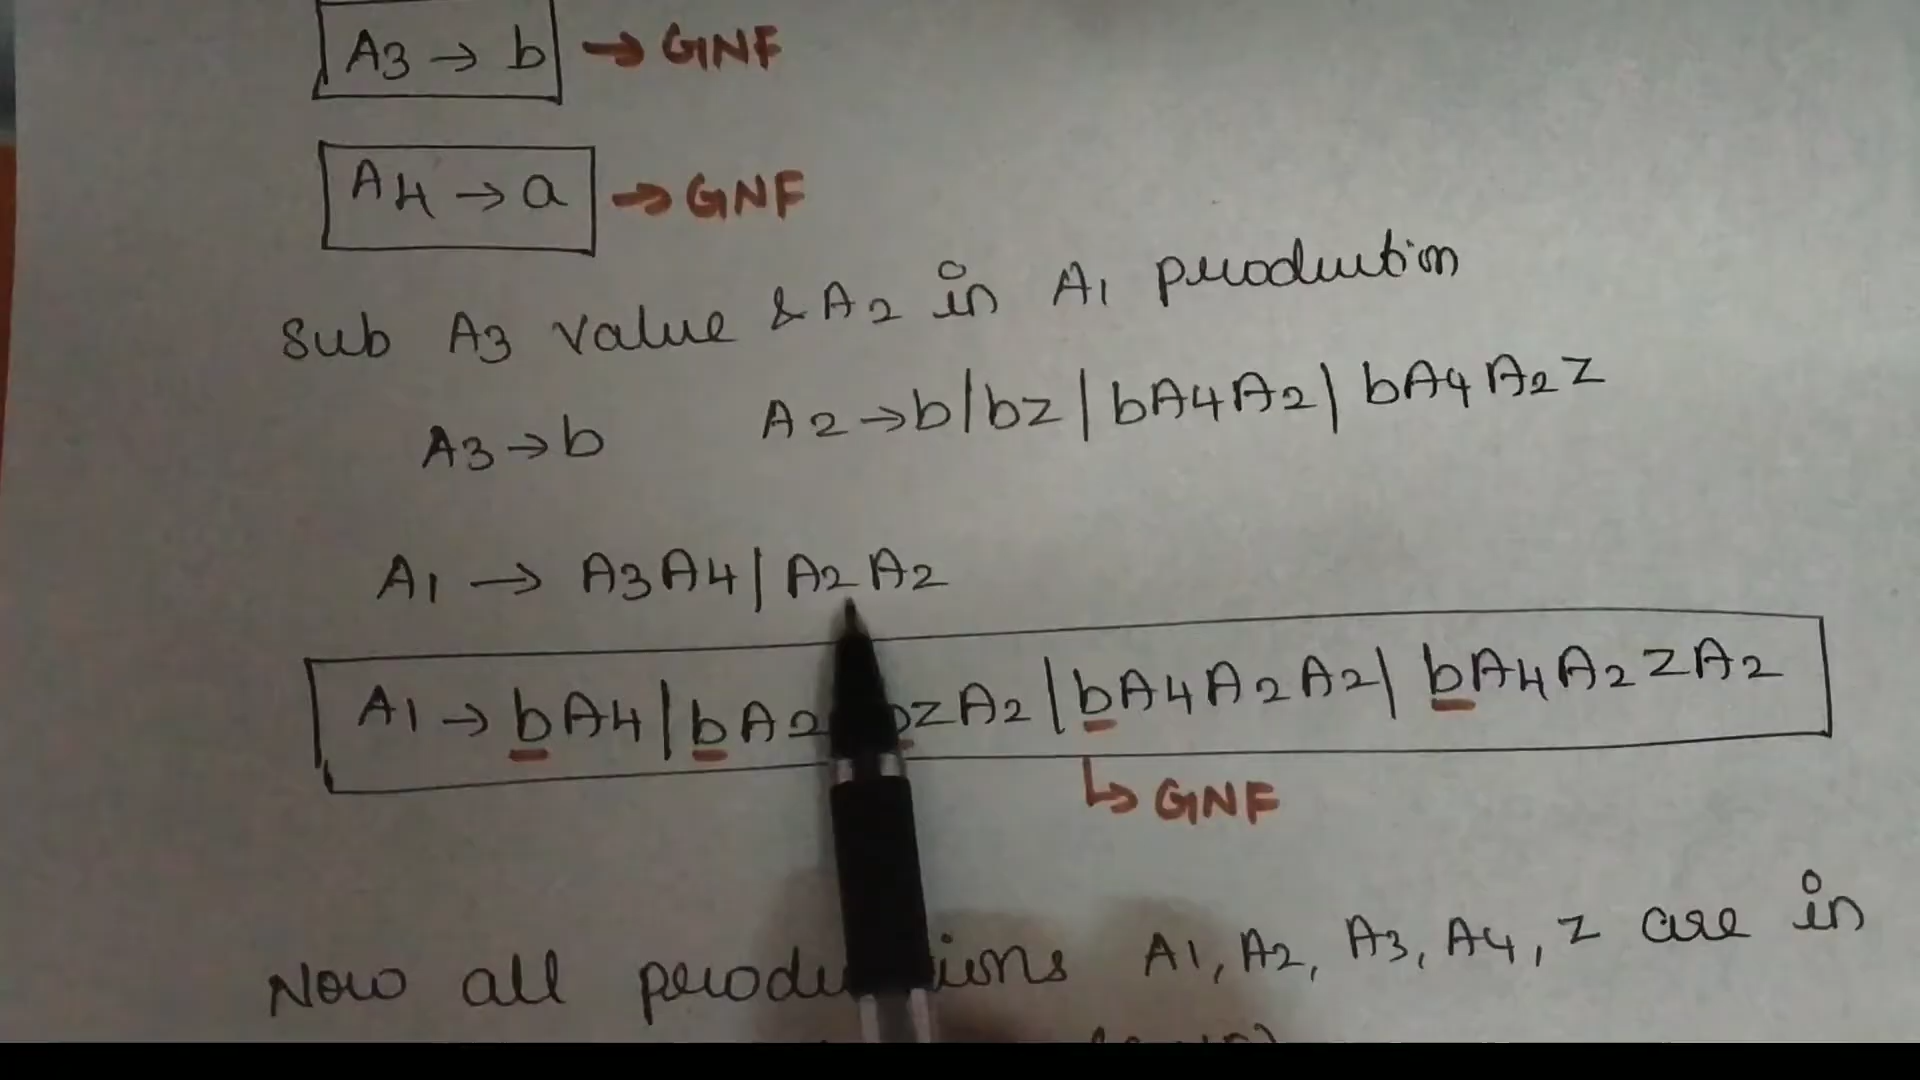 A3 → b → GNF
A4 → a → GNF
Sub A3 value & A2 in A1 production
A3 → b A2 → b | bz | bA4A2 | bA4A2Z
A1 → A3A4 | A2A2
A1 → bA4 | bA2 zA2 | bA4A2A2 | bA4A2ZA2
↳ GNF
Now all A1, A2, A3, A4, Z are in